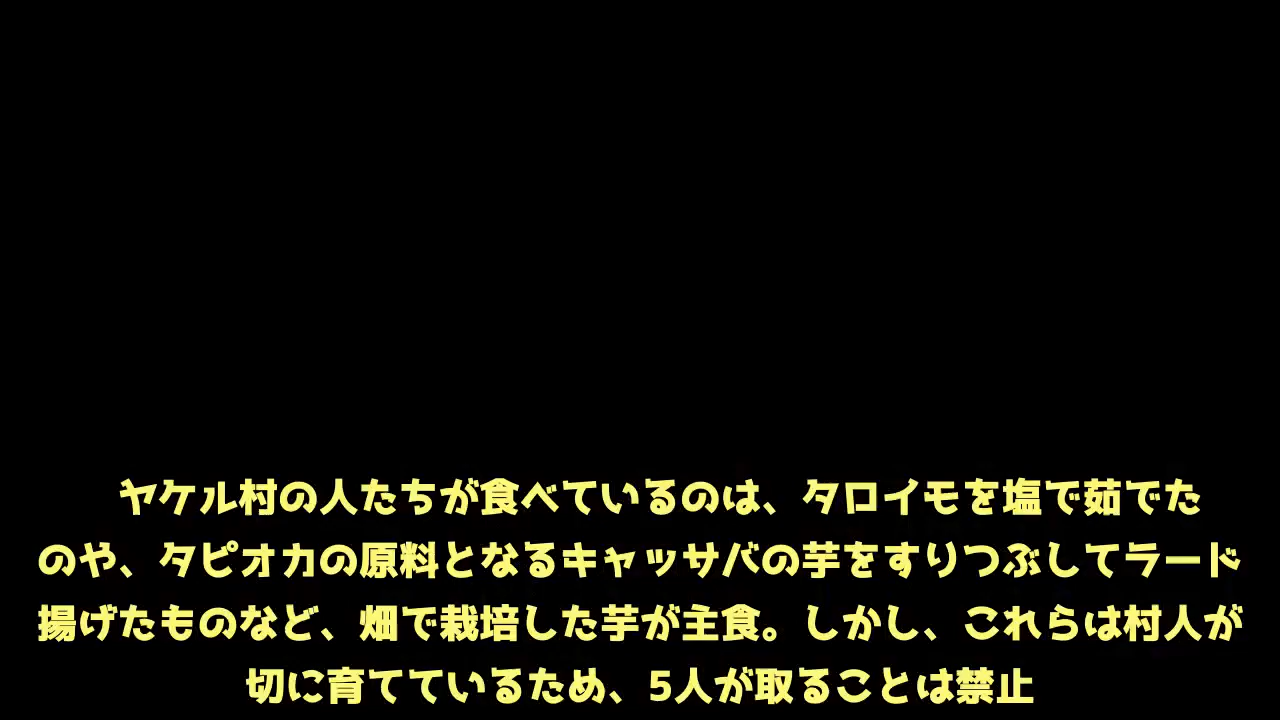 ヤケル村の人たちが食べているのは、タロイモを塩で茹でた
のや、タピオカの原料となるキャッサバの芋をすりつぶしてラード
揚げたものなど、畑で栽培した芋が主食。しかし、これらは村人が
切に育てているため、5人が取ることは禁止